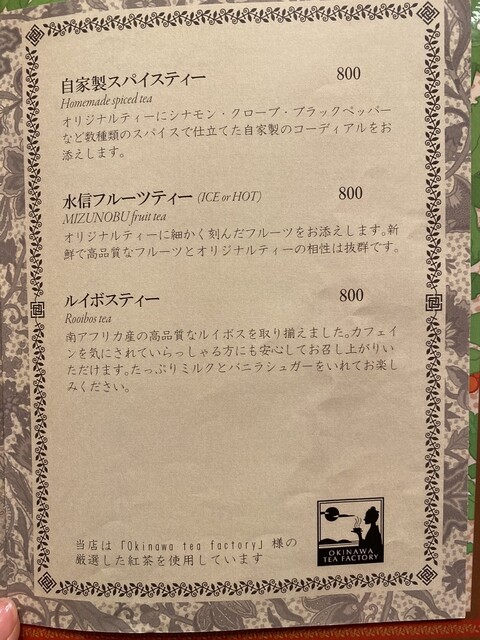 自家製スパイスティー 800
Homemade spiced tea
オリジナルティーにシナモン・クローブ・ブラックペッパー
など数種類のスパイスで仕立てた自家製のコーディアルをお
添えします。
水信フルーツティー (ICE or HOT) 800
MIZUNOBU fruit tea
オリジナルティーに細かく刻んだフルーツをお添えします。新
鮮で高品質なフルーツとオリジナルティーの相性は抜群です。
ルイボスティー 800
Rooibos tea
南アフリカ産の高品質なルイボスを取り揃えました。カフェイ
ンを気にされていらっしゃる方にも安心してお召し上がりい
ただけます。たっぷりミルクとバニラシュガーをいれてお楽し
みください。
当店は「Okinawa tea factory」様の
厳選した紅茶を使用しています
OKINAWA
TEA FACTORY